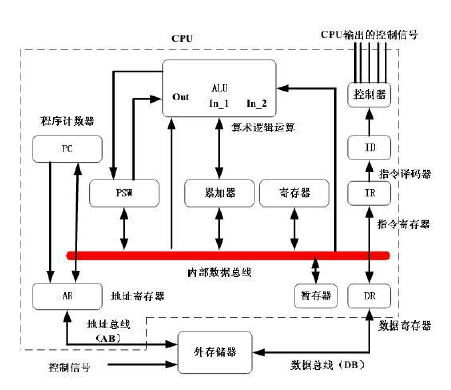 CPU输出的控制信号
CPU
ALU
Out
In_1
In_2
控制器
算术逻辑运算
程序计数器
PC
ID
指令译码器
PSW
累加器
寄存器
IR
指令寄存器
内部数据总线
AR
地址寄存器
暂存器
DR
地址总线
(AB)
数据寄存器
外存储器
控制信号
数据总线(DB)